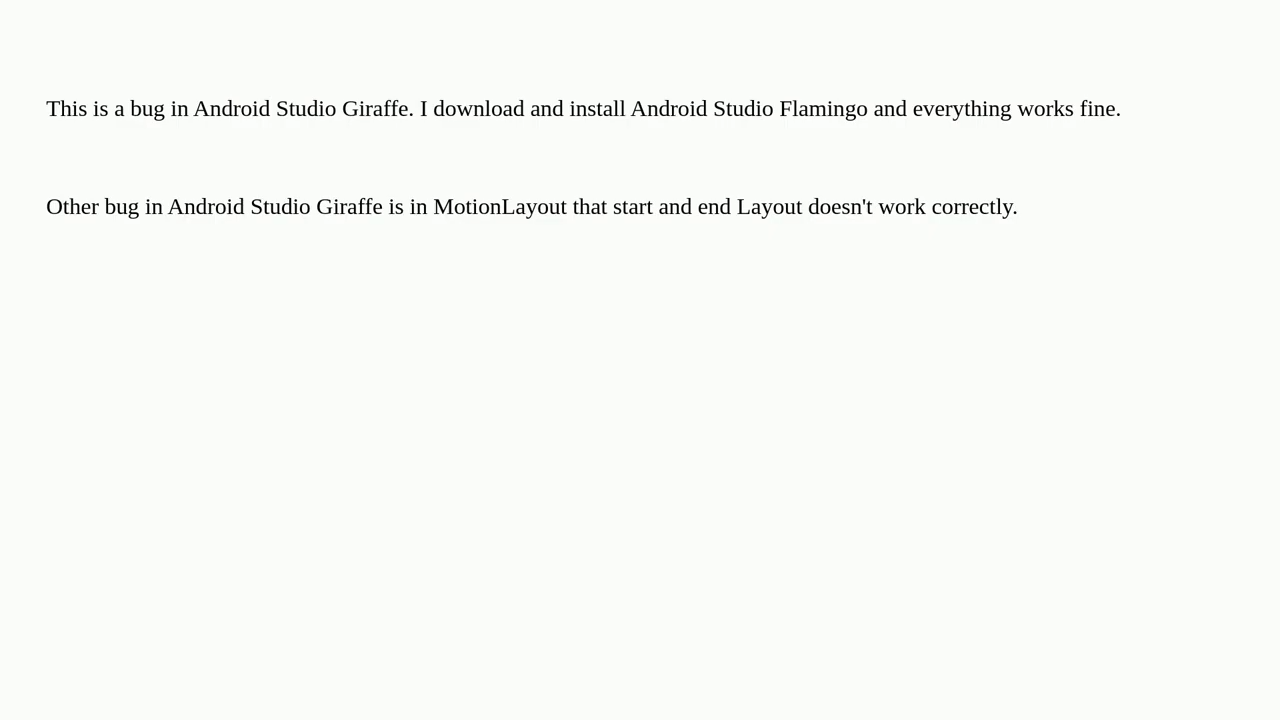 This is a bug in Android Studio Giraffe. I download and install Android Studio Flamingo and everything works fine.
Other bug in Android Studio Giraffe is in MotionLayout that start and end Layout doesn't work correctly.